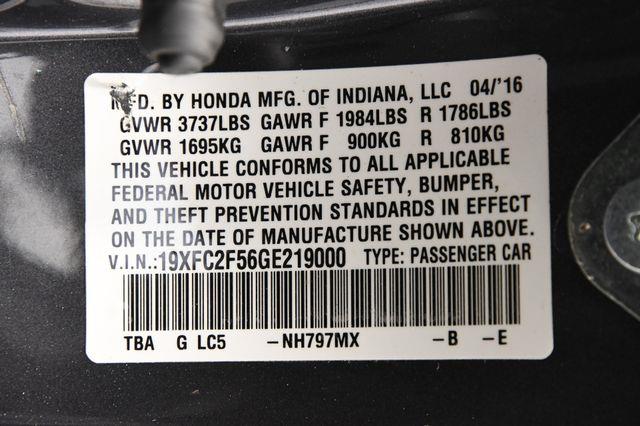 MFD. BY HONDA MFG. OF INDIANA, LLC 04/'16
GVWR 3737LBS GAWR F 1984LBS R 1786LBS
GVWR 1695KG GAWR F 900KG R 810KG
THIS VEHICLE CONFORMS TO ALL APPLICABLE
FEDERAL MOTOR VEHICLE SAFETY, BUMPER,
AND THEFT PREVENTION STANDARDS IN EFFECT
ON THE DATE OF MANUFACTURE SHOWN ABOVE.
V.I.N.:19XFC2F56GE219000 TYPE: PASSENGER CAR
TBA G LC5 -NH797MX -B -E